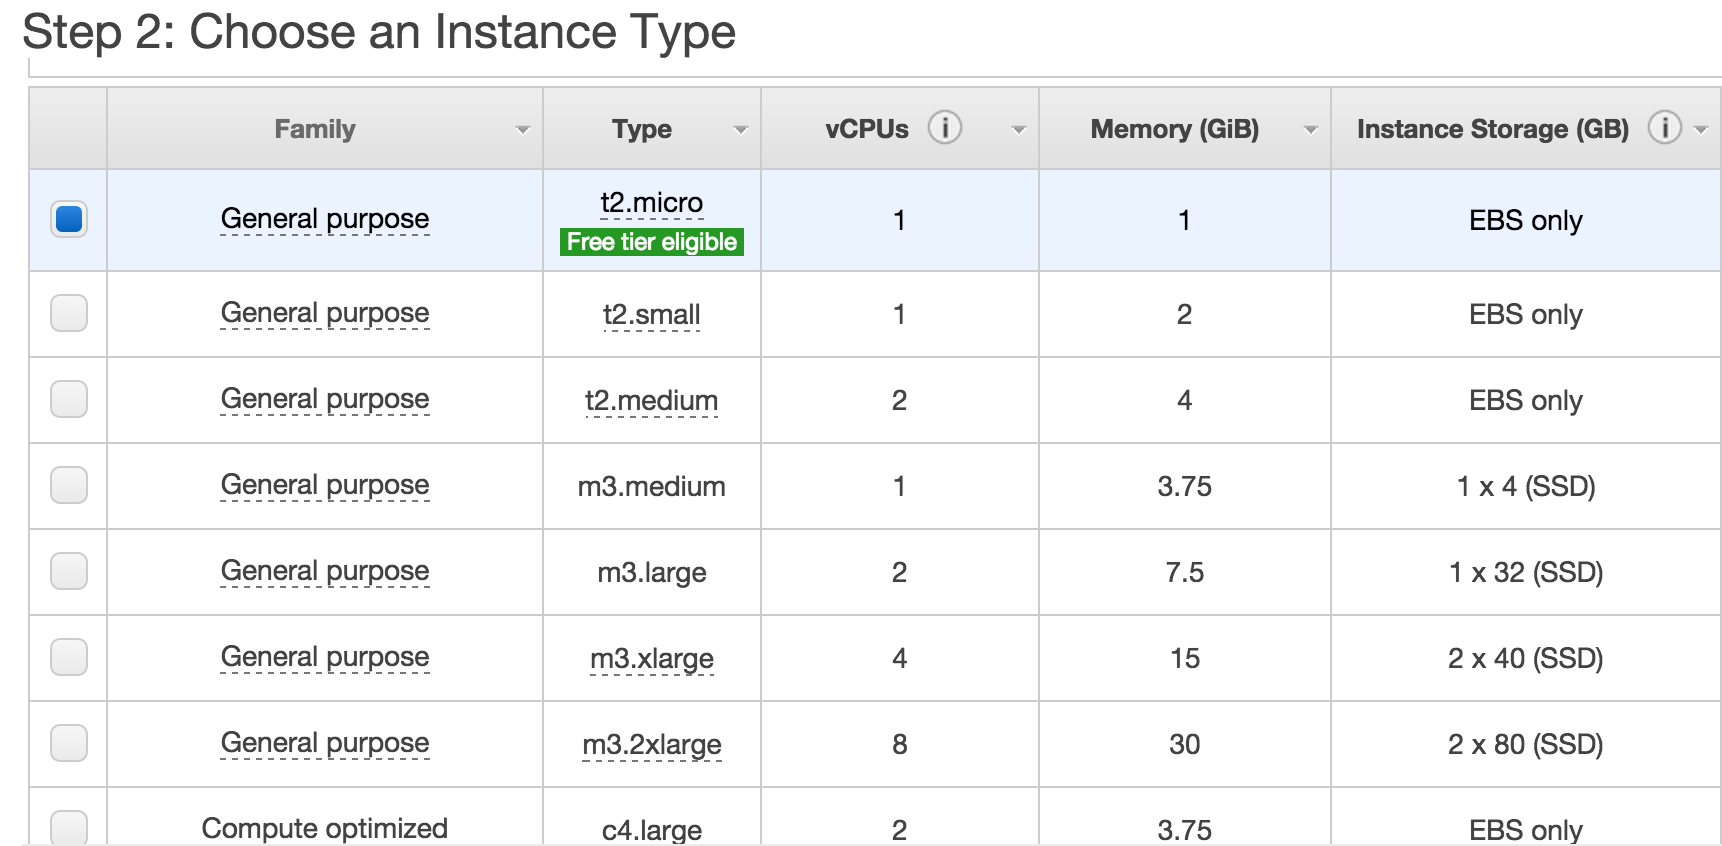 Step 2: Choose an Instance Type
Family Type vCPUs i Memory (GiB) Instance Storage (GB) i
General purpose t2.micro Free tier eligible 1 1 EBS only
General purpose t2.small 1 2 EBS only
General purpose t2.medium 2 4 EBS only
General purpose m3.medium 1 3.75 1 x 4 (SSD)
General purpose m3.large 2 7.5 1 x 32 (SSD)
General purpose m3.xlarge 4 15 2 x 40 (SSD)
General purpose m3.2xlarge 8 30 2 x 80 (SSD)
Compute optimized c4.large 2 3.75 EBS only